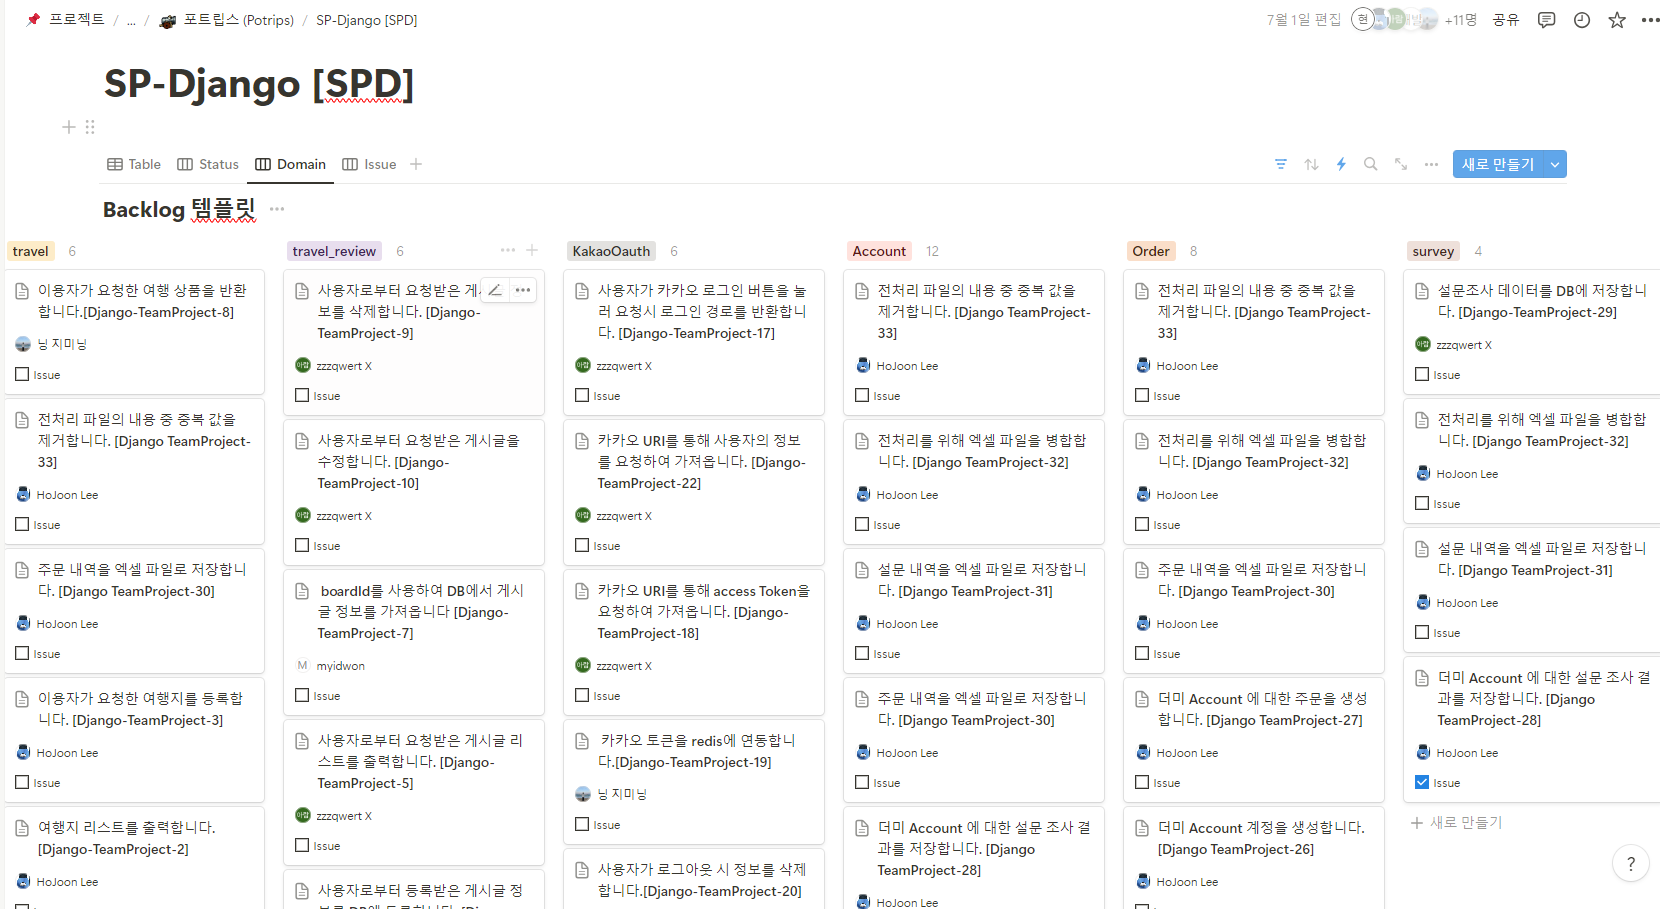 프로젝트 / ... / 포트립스 (Potrips) / SP-Django [SPD]
7월 1일 편집 현 +11명 공유
SP-Django [SPD]
Table Status Domain Issue
새로 만들기
Backlog 템플릿
travel 6
이용자가 요청한 여행 상품을 반환
합니다.[Django-TeamProject-8]
닝 지미닝
Issue
전처리 파일의 내용 중 중복 값을
제거합니다. [Django TeamProject-
33]
HoJoon Lee
Issue
주문 내역을 엑셀 파일로 저장합니
다. [Django TeamProject-30]
HoJoon Lee
Issue
이용자가 요청한 여행지를 등록합
니다. [Django-TeamProject-3]
HoJoon Lee
Issue
여행지 리스트를 출력합니다.
[Django-TeamProject-2]
HoJoon Lee
travel_review 6
사용자로부터 요청받은 게시
보를 삭제합니다. [Django-
TeamProject-9]
아람 zzzqwert X
Issue
사용자로부터 요청받은 게시글을
수정합니다. [Django-
TeamProject-10]
아람 zzzqwert X
Issue
boardId를 사용하여 DB에서 게시
글 정보를 가져옵니다 [Django-
TeamProject-7]
M myidwon
Issue
사용자로부터 요청받은 게시글 리
스트를 출력합니다. [Django-
TeamProject-5]
아람 zzzqwert X
Issue
사용자로부터 등록받은 게시글 정
KakaoOauth 6
사용자가 카카오 로그인 버튼을 눌
러 요청시 로그인 경로를 반환합니
다. [Django-TeamProject-17]
아람 zzzqwert X
Issue
카카오 URI를 통해 사용자의 정보
를 요청하여 가져옵니다. [Django-
TeamProject-22]
아람 zzzqwert X
Issue
카카오 URI를 통해 access Token을
요청하여 가져옵니다. [Django-
TeamProject-18]
아람 zzzqwert X
Issue
카카오 토큰을 redis에 연동합니
다.[Django-TeamProject-19]
닝 지미닝
Issue
사용자가 로그아웃 시 정보를 삭제
합니다.[Django-TeamProject-20]
Account 12
전처리 파일의 내용 중 중복 값을
제거합니다. [Django TeamProject-
33]
HoJoon Lee
Issue
전처리를 위해 엑셀 파일을 병합합
니다. [Django TeamProject-32]
HoJoon Lee
Issue
설문 내역을 엑셀 파일로 저장합니
다. [Django TeamProject-31]
HoJoon Lee
Issue
주문 내역을 엑셀 파일로 저장합니
다. [Django TeamProject-30]
HoJoon Lee
Issue
더미 Account 에 대한 설문 조사 결
과를 저장합니다. [Django
TeamProject-28]
HoJoon Lee
Order 8
전처리 파일의 내용 중 중복 값을
제거합니다. [Django TeamProject-
33]
HoJoon Lee
Issue
전처리를 위해 엑셀 파일을 병합합
니다. [Django TeamProject-32]
HoJoon Lee
Issue
주문 내역을 엑셀 파일로 저장합니
다. [Django TeamProject-30]
HoJoon Lee
Issue
더미 Account 에 대한 주문을 생성
합니다. [Django TeamProject-27]
HoJoon Lee
Issue
더미 Account 계정을 생성합니다.
[Django TeamProject-26]
HoJoon Lee
survey 4
설문조사 데이터를 DB에 저장합니
다. [Django-TeamProject-29]
아람 zzzqwert X
Issue
전처리를 위해 엑셀 파일을 병합합
니다. [Django TeamProject-32]
HoJoon Lee
Issue
설문 내역을 엑셀 파일로 저장합니
다. [Django TeamProject-31]
HoJoon Lee
Issue
더미 Account 에 대한 설문 조사 결
과를 저장합니다. [Django
TeamProject-28]
HoJoon Lee
Issue
새로 만들기
?